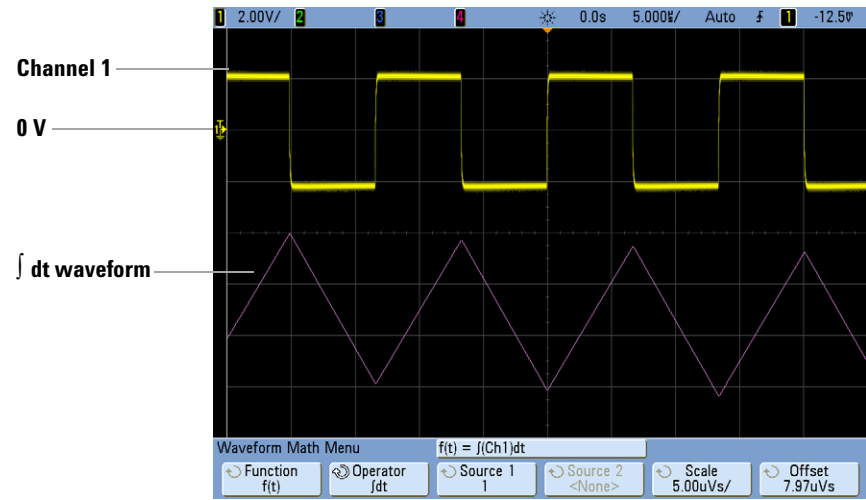 1 2.00V/ 2 3 4 0.0s 5.000㎲/ Auto 1 -12.5V
Channel 1
0 V
1
∫ dt waveform
Waveform Math Menu
f(t) = ∫(Ch1)dt
Function
f(t)
Operator
∫dt
Source 1
1
Source 2
<None>
Scale
5.00uVs/
Offset
7.97uVs